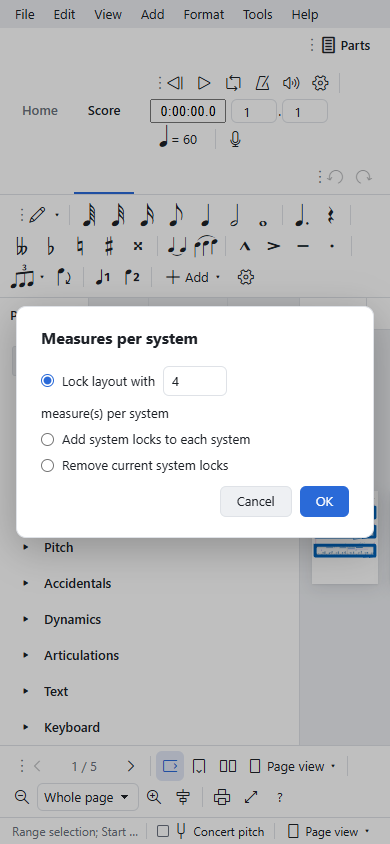 File Edit View Add Format Tools Help
Parts
Home Score 0:00:00.0 1 . 1
= 60
3 1 2 Add
Measures per system
Lock layout with 4
measure(s) per system
Add system locks to each system
Remove current system locks
Cancel OK
Pitch
Accidentals
Dynamics
Articulations
Text
Keyboard
1 / 5 Page view
Whole page ?
Range selection; Start ... Concert pitch Page view